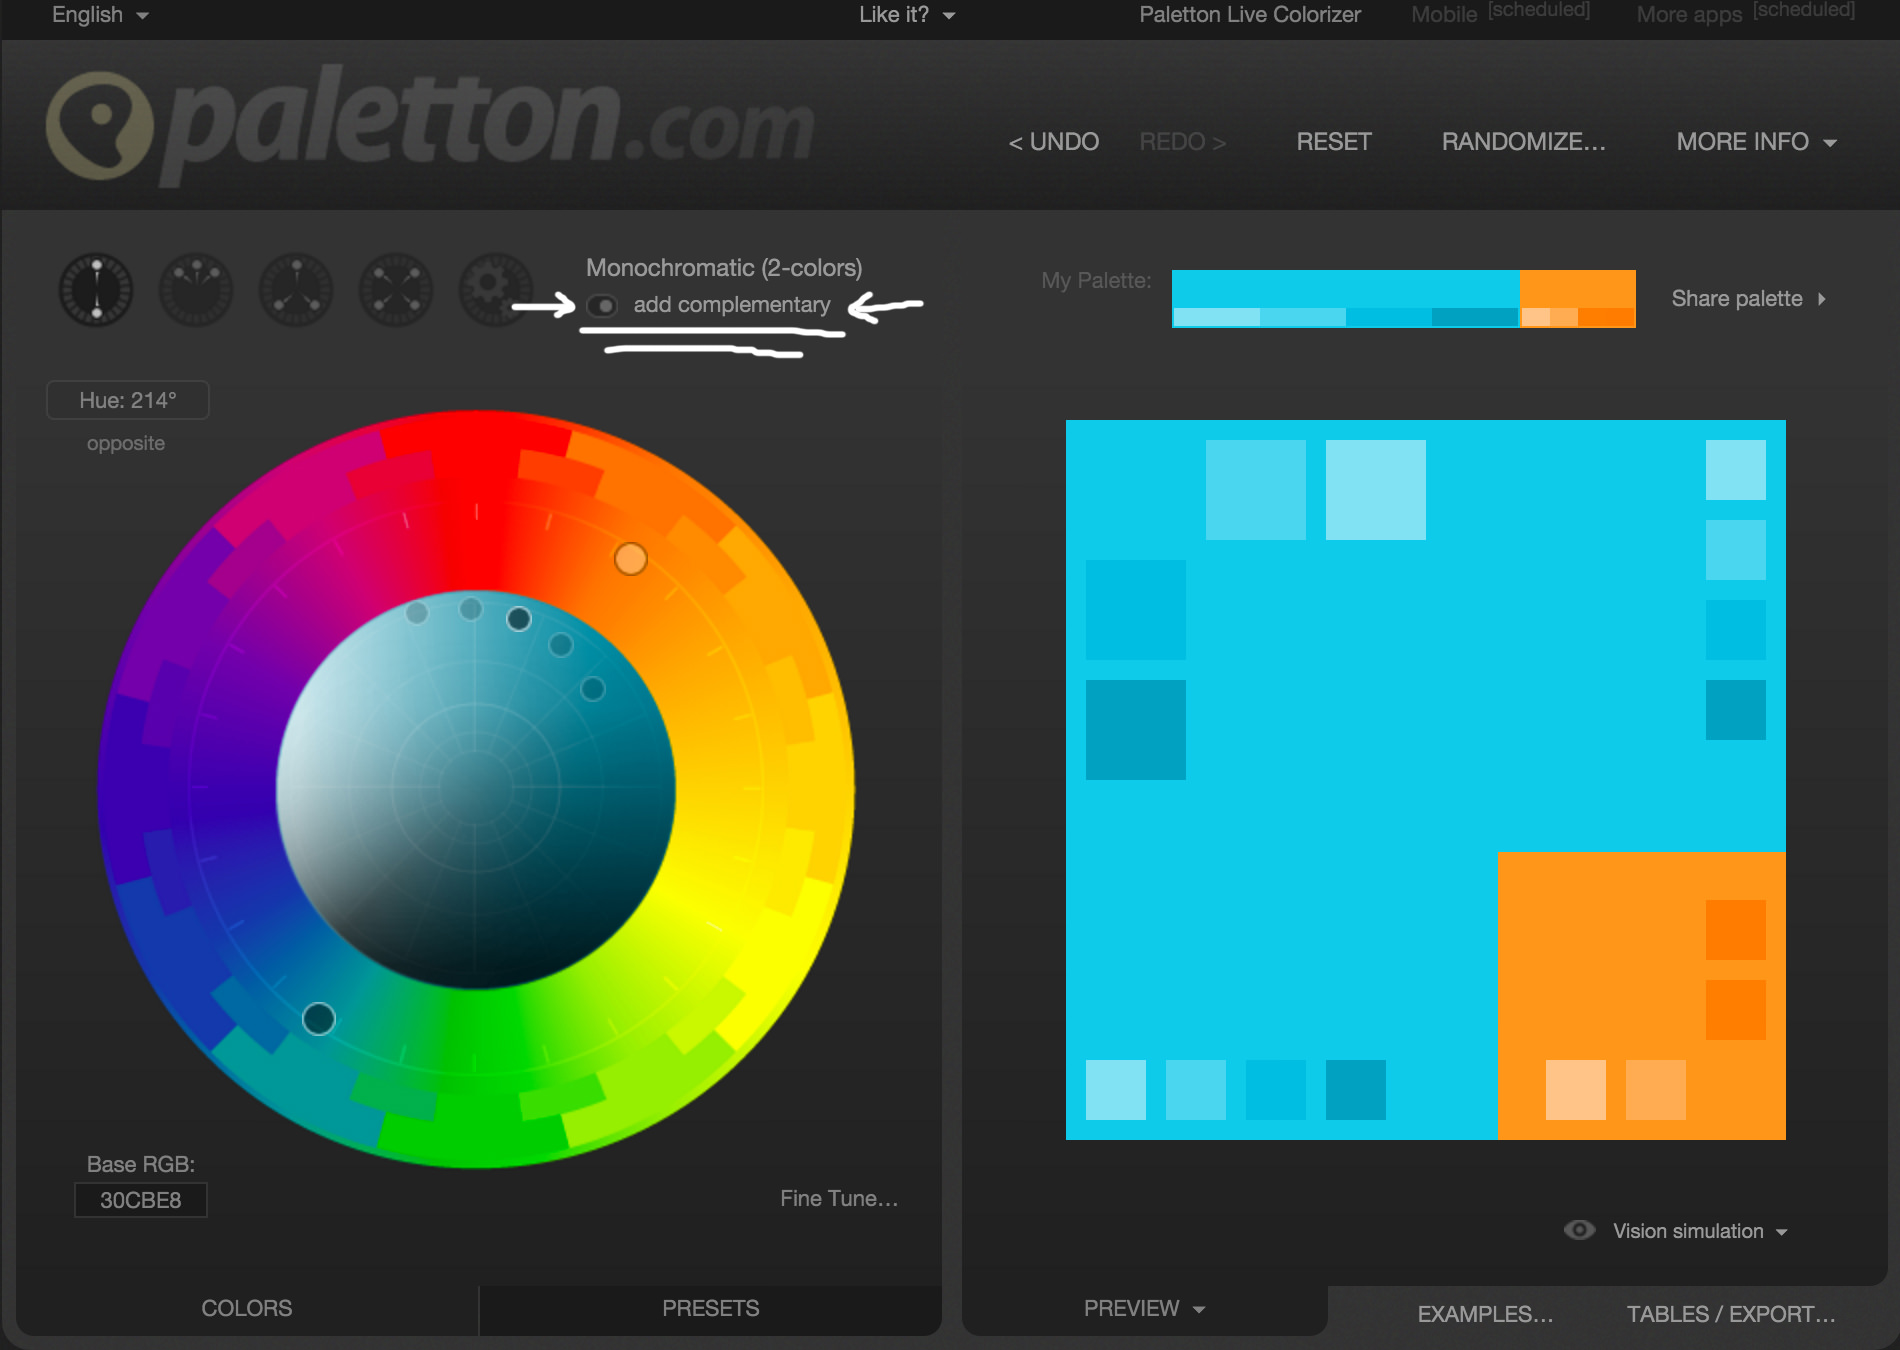 English
Like it?
Paletton Live Colorizer
Mobile [scheduled]
More apps [scheduled]
paletton.com
< UNDO
REDO >
RESET
RANDOMIZE...
MORE INFO
Monochromatic (2-colors)
add complementary
My Palette:
Share palette
Hue: 214°
opposite
Base RGB:
30CBE8
Fine Tune...
Vision simulation
COLORS
PRESETS
PREVIEW
EXAMPLES...
TABLES / EXPORT...